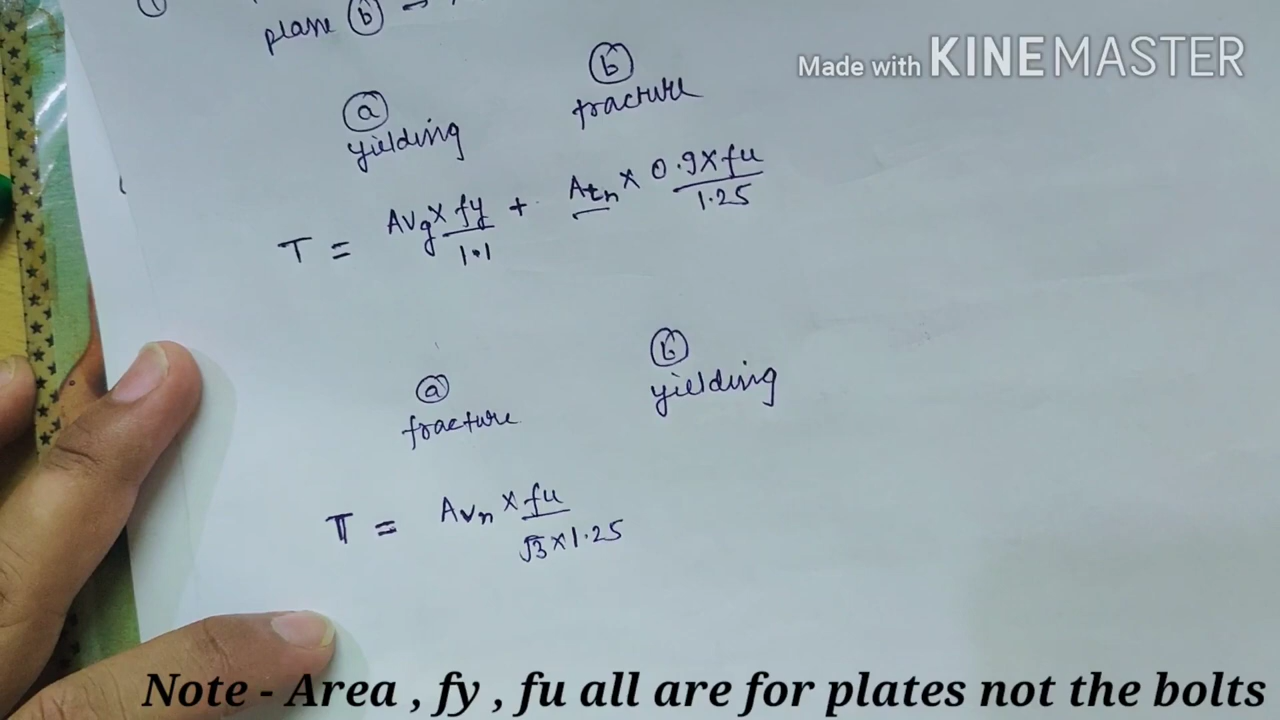 plane ⓑ →
Made with KINEMASTER
ⓐ ⓑ
yielding fracture
T = Avg × fy/1.1 + Atn × 0.9 × fu/1.25
ⓐ ⓑ
fracture yielding
T = Avn × fu/√3 × 1.25
Note - Area , fy , fu all are for plates not the bolts